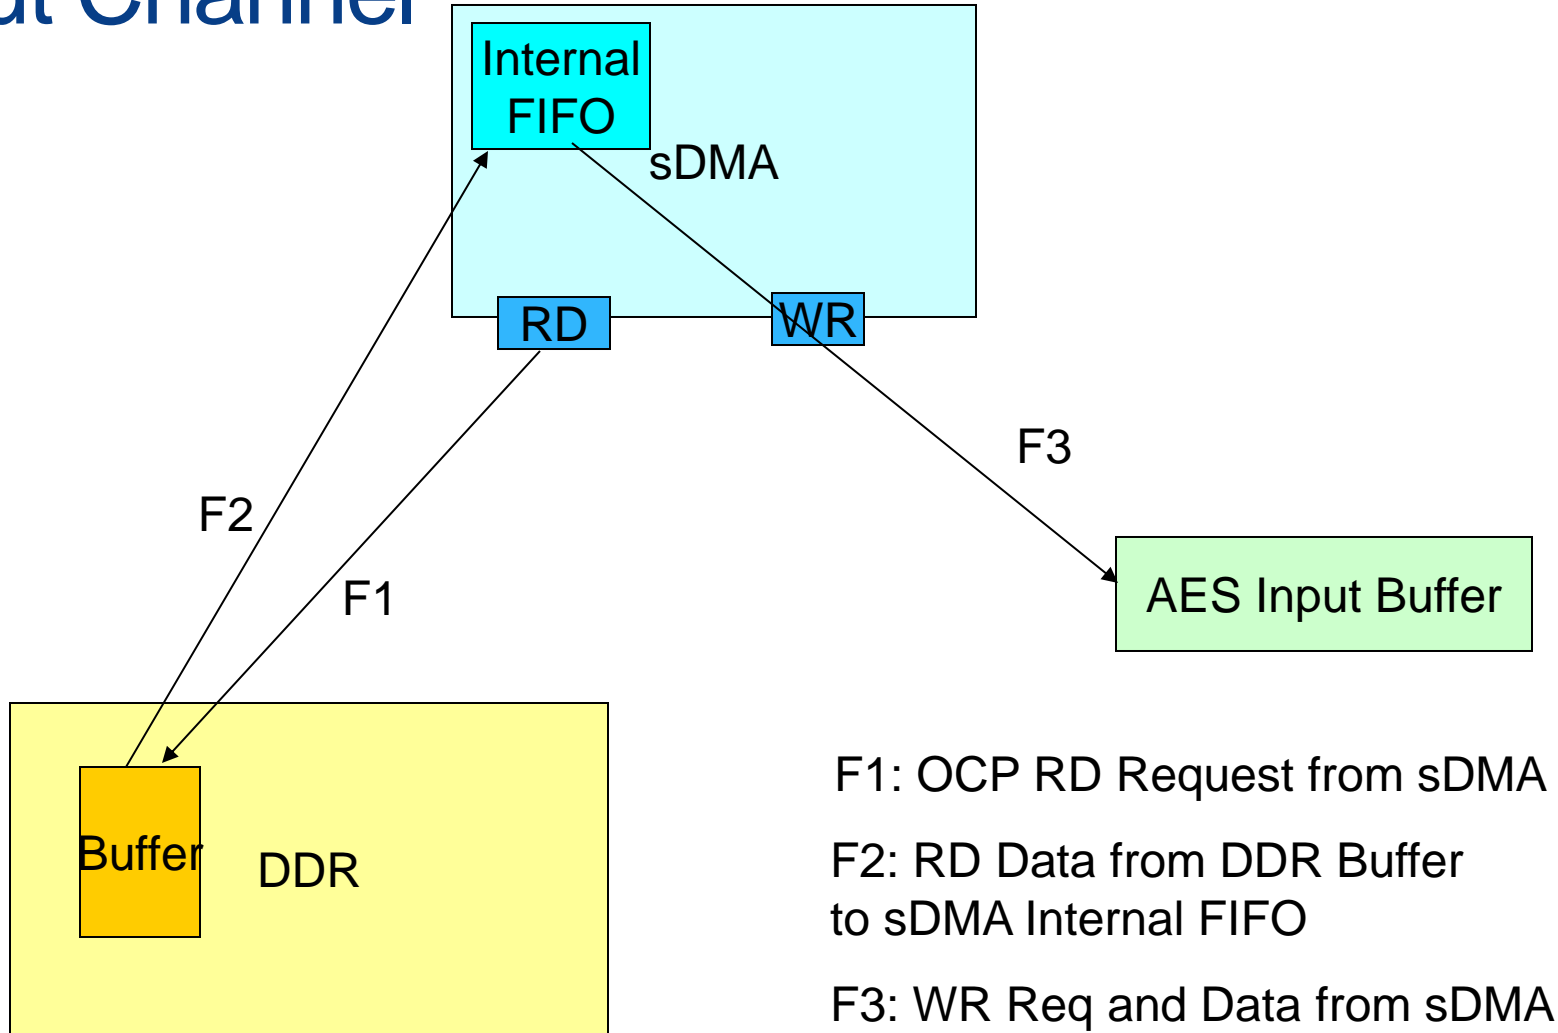 Channel
Internal
FIFO
sDMA
RD
WR
F3
F2
F1
AES Input Buffer
Buffer
DDR
F1: OCP RD Request from sDMA
F2: RD Data from DDR Buffer
to sDMA Internal FIFO
F3: WR Req and Data from sDMA